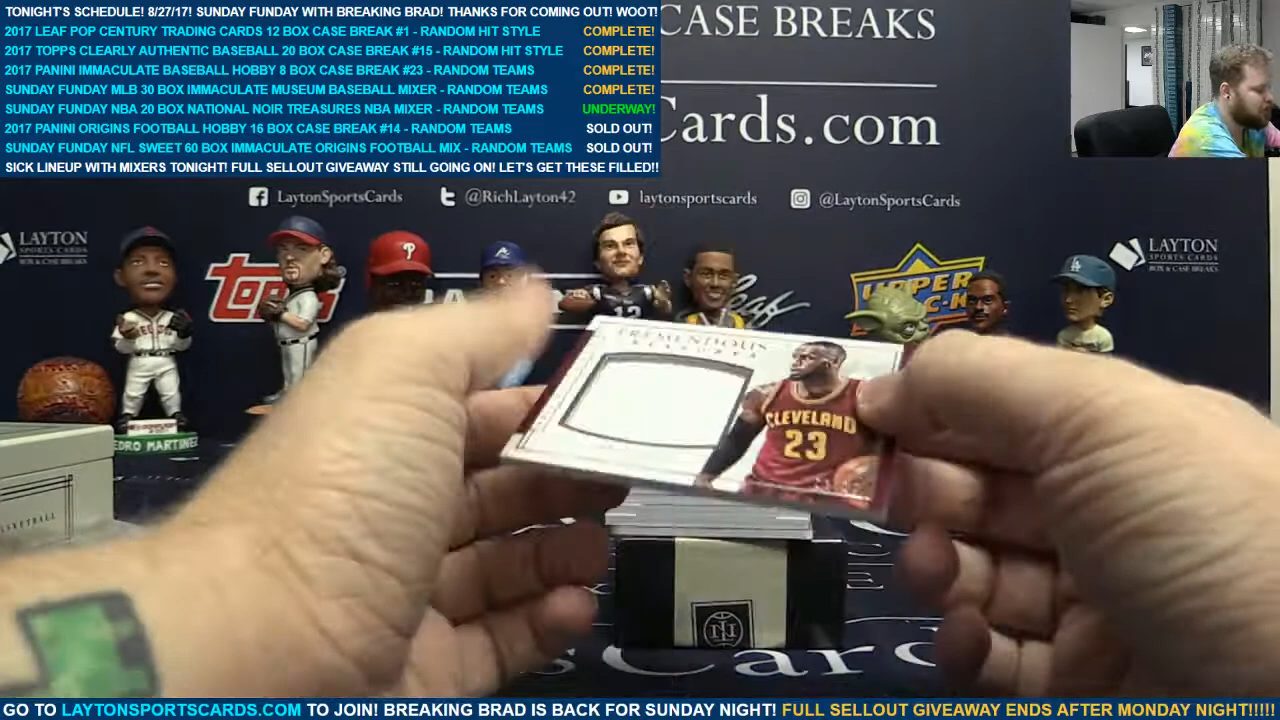 TONIGHT'S SCHEDULE! 8/27/17! SUNDAY FUNDAY WITH BREAKING BRAD! THANKS FOR COMING OUT! WOOT!
2017 LEAF POP CENTURY TRADING CARDS 12 BOX CASE BREAK #1 - RANDOM HIT STYLE COMPLETE!
2017 TOPPS CLEARLY AUTHENTIC BASEBALL 20 BOX CASE BREAK #15 - RANDOM HIT STYLE COMPLETE!
2017 PANINI IMMACULATE BASEBALL HOBBY 8 BOX CASE BREAK #23 - RANDOM TEAMS COMPLETE!
SUNDAY FUNDAY MLB 30 BOX IMMACULATE MUSEUM BASEBALL MIXER - RANDOM TEAMS COMPLETE!
SUNDAY FUNDAY NBA 20 BOX NATIONAL NOIR TREASURES NBA MIXER - RANDOM TEAMS UNDERWAY!
2017 PANINI ORIGINS FOOTBALL HOBBY 16 BOX CASE BREAK #14 - RANDOM TEAMS SOLD OUT!
SUNDAY FUNDAY NFL SWEET 60 BOX IMMACULATE ORIGINS FOOTBALL MIX - RANDOM TEAMS SOLD OUT!
SICK LINEUP WITH MIXERS TONIGHT! FULL SELLOUT GIVEAWAY STILL GOING ON! LET'S GET THESE FILLED!!
CASE BREAKS
Cards.com
LaytonSportsCards @RichLayton42 laytonsportscards @LaytonSportsCards
LAYTON
SPORTS CARDS
BOX & CASE BREAKS
LAYTON
SPORTS CARDS
BOX & CASE BREAKS
Topps
Leaf
UPPER
P
12
TREMENDOUS
CLEVELAND
23
PEDRO MARTINEZ
GO TO LAYTONSPORTSCARDS.COM TO JOIN! BREAKING BRAD IS BACK FOR SUNDAY NIGHT! FULL SELLOUT GIVEAWAY ENDS AFTER MONDAY NIGHT!!!!!